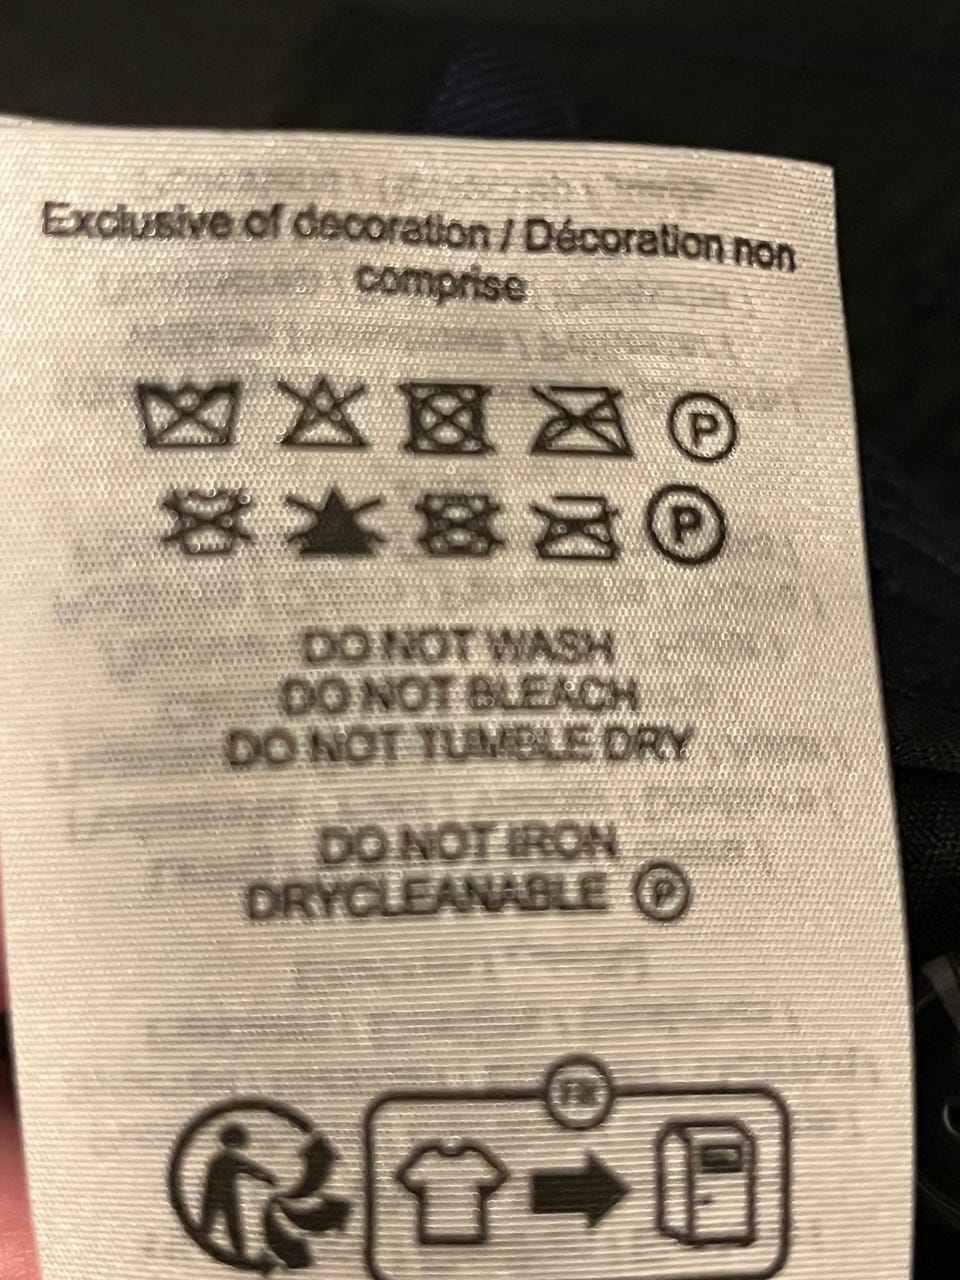 Exclusive of decoration / Décoration non
comprise
P
P
DO NOT WASH
DO NOT BLEACH
DO NOT TUMBLE DRY
DO NOT IRON
DRYCLEANABLE P
FR